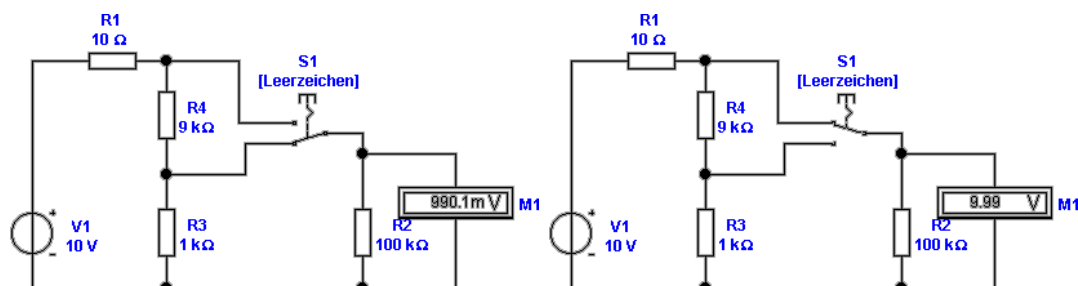 R1
10 Ω
S1
[Leerzeichen]
R4
9 kΩ
990.1m V
M1
V1
10 V
R3
1 kΩ
R2
100 kΩ
R1
10 Ω
S1
[Leerzeichen]
R4
9 kΩ
9.99 V
M1
V1
10 V
R3
1 kΩ
R2
100 kΩ